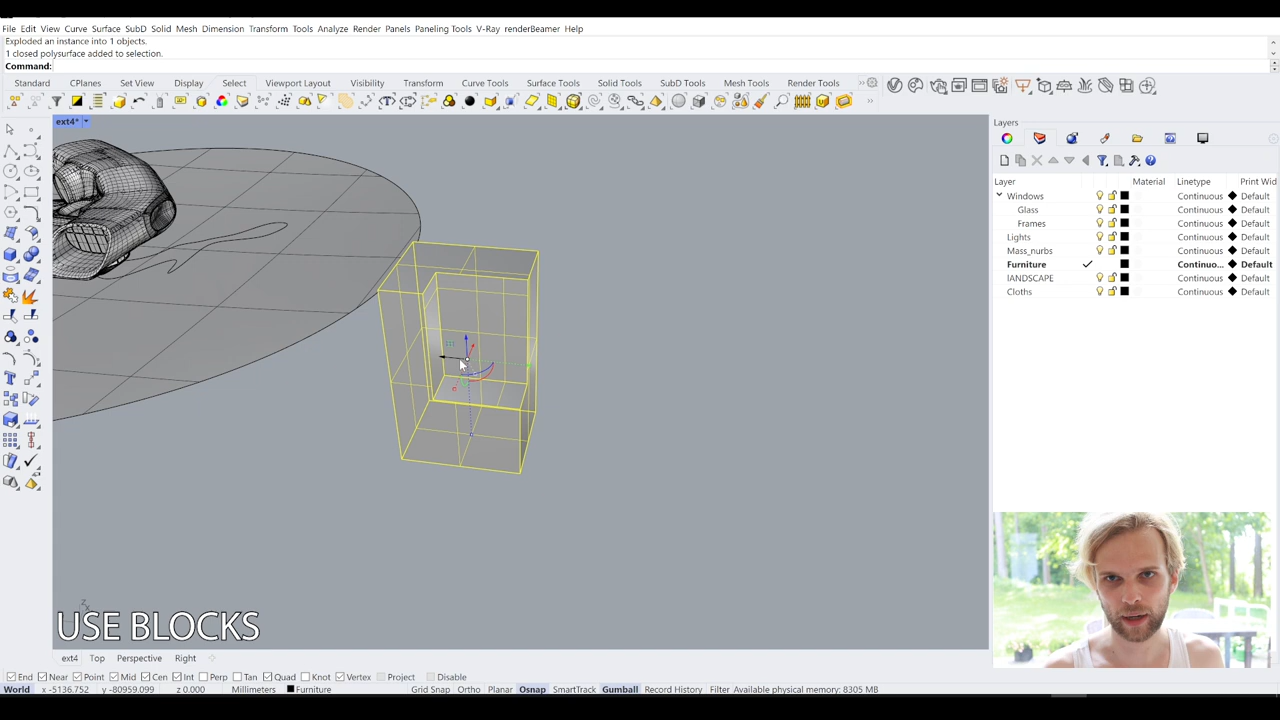 File Edit View Curve Surface SubD Solid Mesh Dimension Transform Tools Analyze Render Panels Paneling Tools V-Ray renderBeamer Help
Exploded an instance into 1 objects.
1 closed polysurface added to selection.
Command:
Standard CPlanes Set View Display Select Viewport Layout Visibility Transform Curve Tools Surface Tools Solid Tools SubD Tools Mesh Tools Render Tools
ext4*
Layers
Layer Material Linetype Print Wid
Windows Continuous Default
Glass Continuous Default
Frames Continuous Default
Lights Continuous Default
Mass_nurbs Continuous Default
Furniture Continuo... Default
lANDSCAPE Continuous Default
Cloths Continuous Default
USE BLOCKS
ext4 Top Perspective Right
End Near Point Mid Cen Int Perp Tan Quad Knot Vertex Project Disable
World x -5136.752 y -80959.099 z 0.000 Millimeters Furniture Grid Snap Ortho Planar Osnap SmartTrack Gumball Record History Filter Available physical memory: 8305 MB